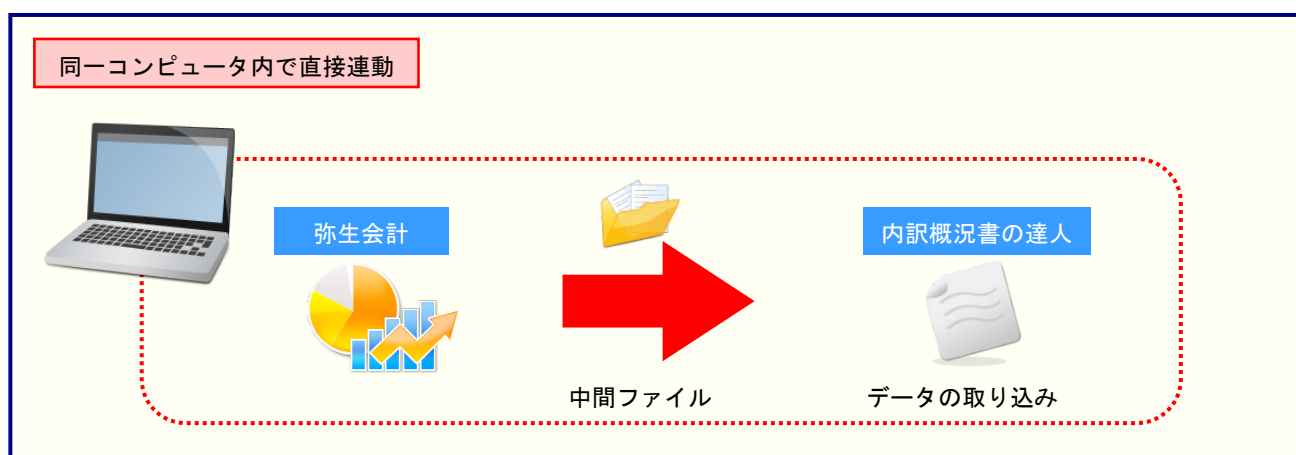 同一コンピュータ内で直接連動
弥生会計
内訳概況書の達人
中間ファイル
データの取り込み